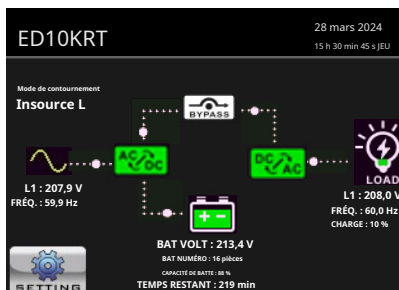 ED10KRT
28 mars 2024
15 h 30 min 45 s JEU
Mode de contournement
Insource L
BYPASS
AC/DC
DC/AC
LOAD
L1 : 207,9 V
FRÉQ. : 59,9 Hz
L1 : 208,0 V
FRÉQ. : 60,0 Hz
CHARGE : 10 %
BAT VOLT : 213,4 V
BAT NUMÉRO : 16 pièces
CAPACITÉ DE BATTE : 88 %
TEMPS RESTANT : 219 min
SETTING